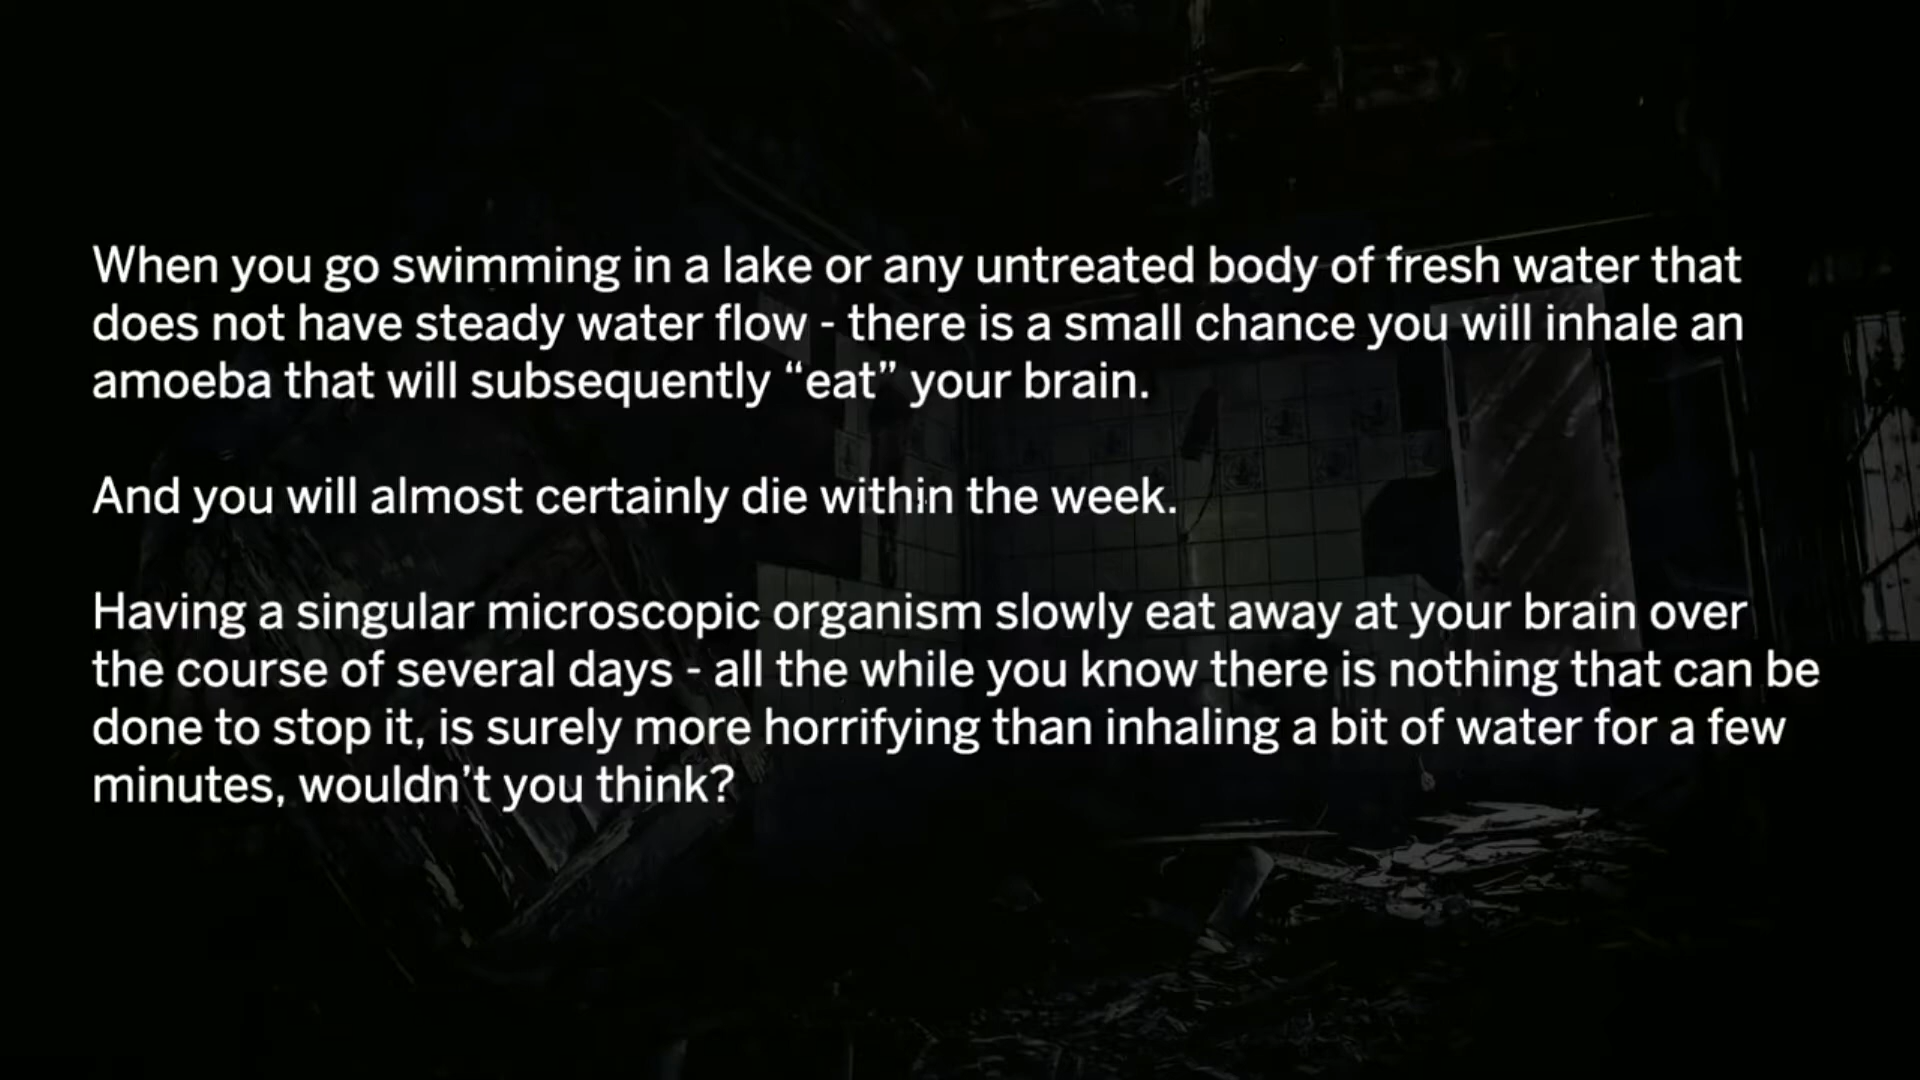 When you go swimming in a lake or any untreated body of fresh water that
does not have steady water flow - there is a small chance you will inhale an
amoeba that will subsequently “eat” your brain.
And you will almost certainly die within the week.
Having a singular microscopic organism slowly eat away at your brain over
the course of several days - all the while you know there is nothing that can be
done to stop it, is surely more horrifying than inhaling a bit of water for a few
minutes, wouldn’t you think?